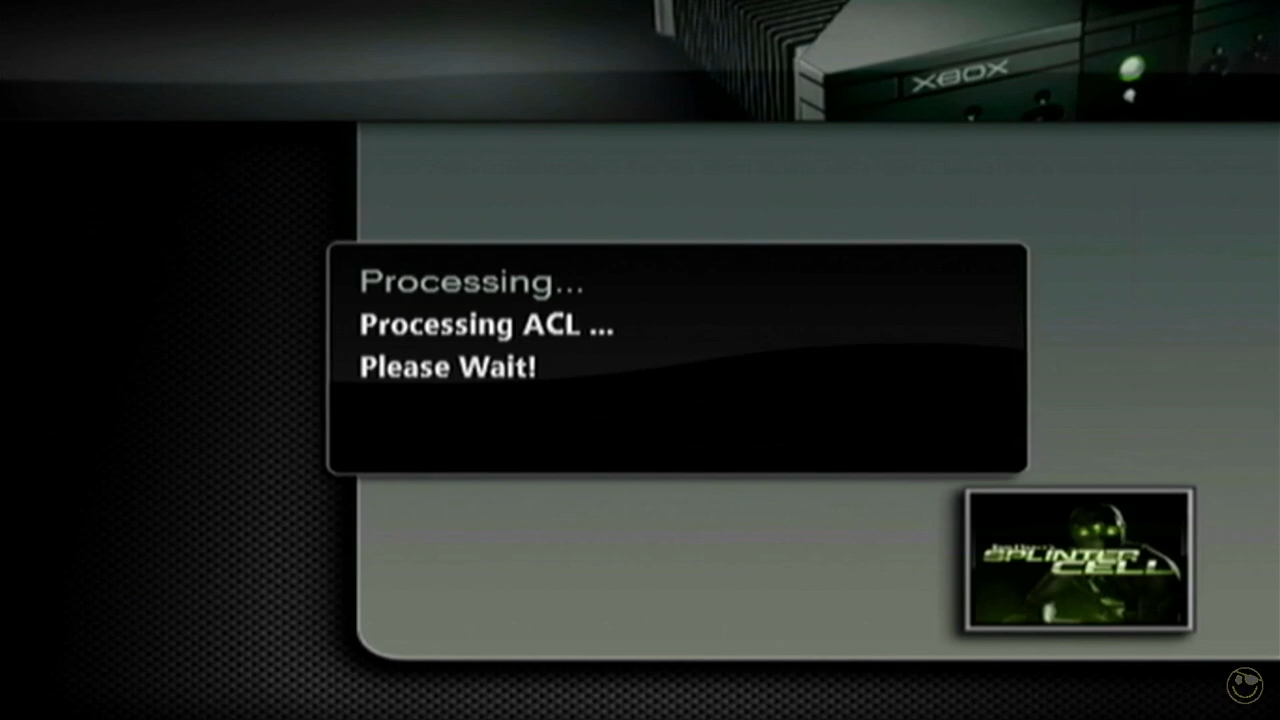 XBOX
Processing...
Processing ACL ...
Please Wait!
SPLINTER
CELL